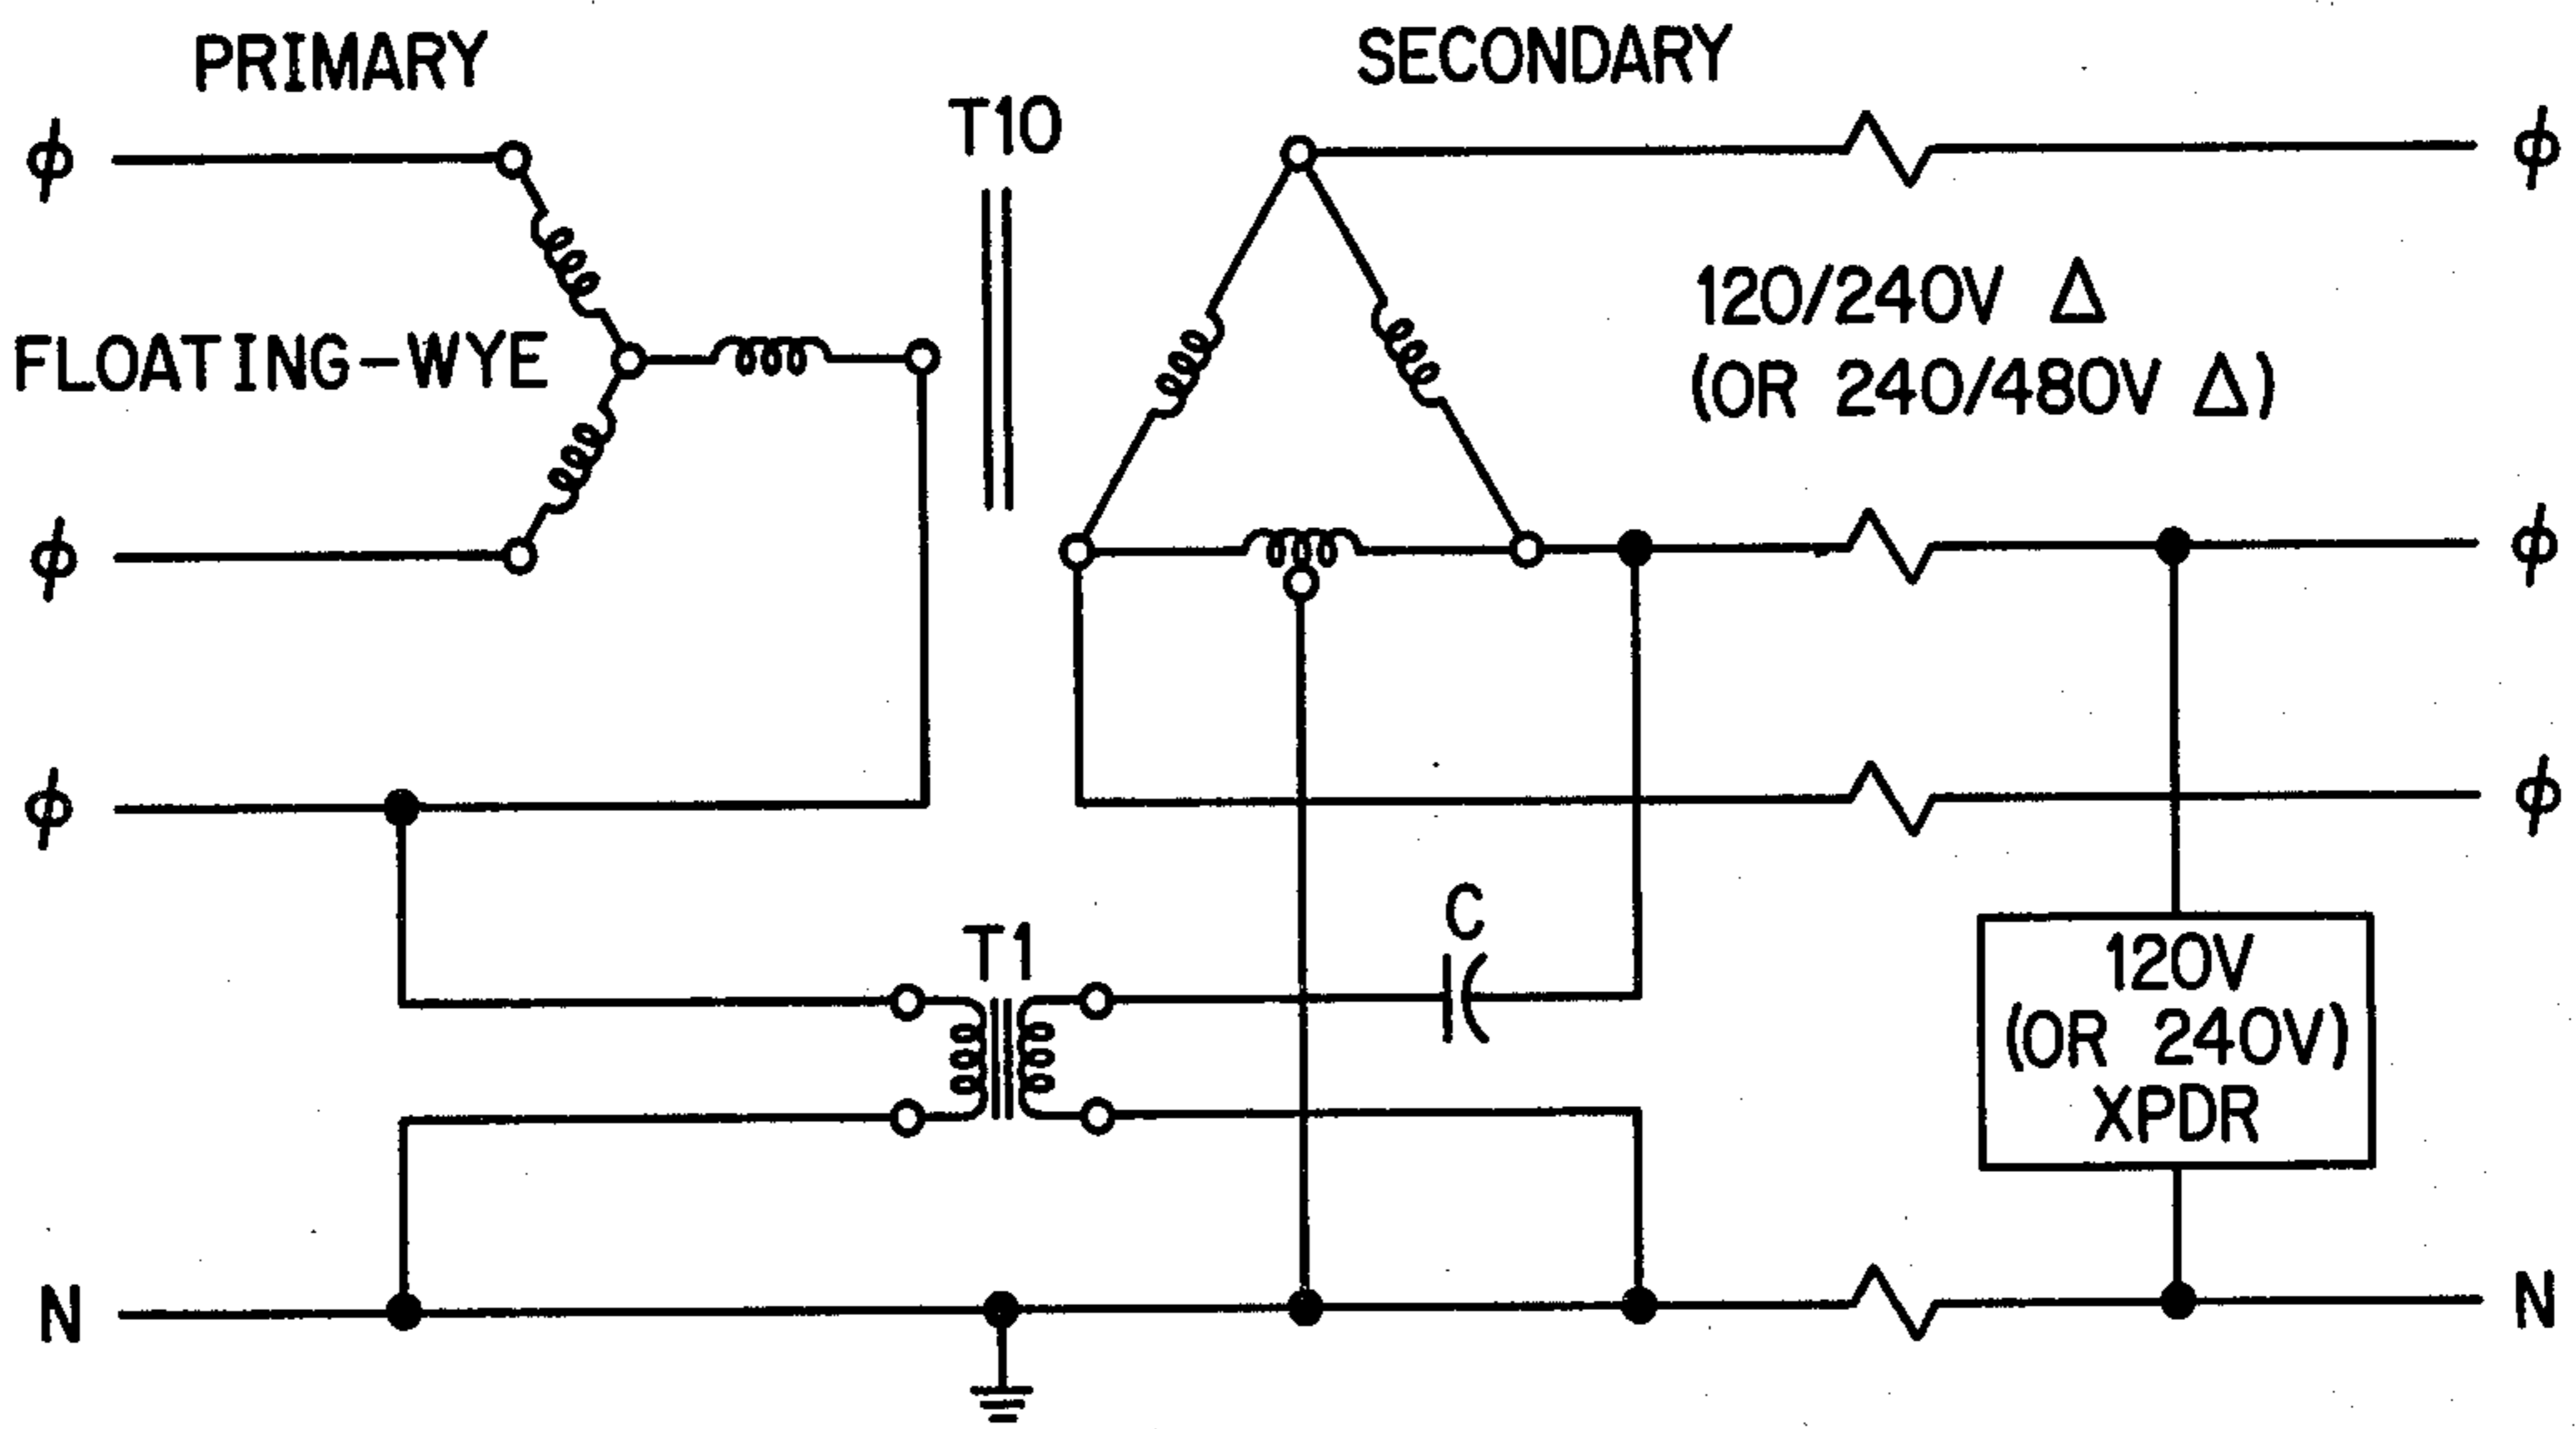 PRIMARY
SECONDARY
T10
ϕ
ϕ
120/240V Δ
FLOATING-WYE
(OR 240/480V Δ)
ϕ
ϕ
ϕ
ϕ
C
T1
120V
(OR 240V)
XPDR
N
N